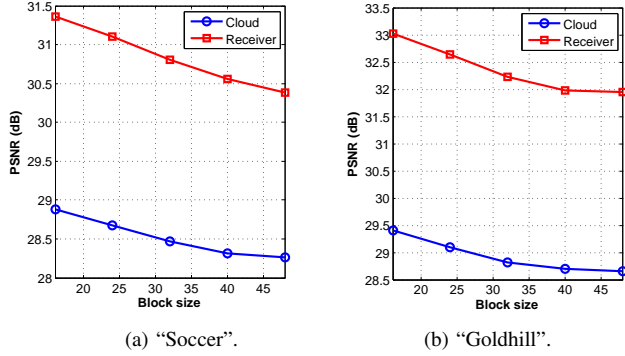 31.5
31
30.5
30
29.5
29
28.5
28
PSNR (dB)
20 25 30 35 40 45
Block size
Cloud
Receiver
(a) “Soccer”.
33.5
33
32.5
32
31.5
31
30.5
30
29.5
29
28.5
PSNR (dB)
20 25 30 35 40 45
Block size
Cloud
Receiver
(b) “Goldhill”.